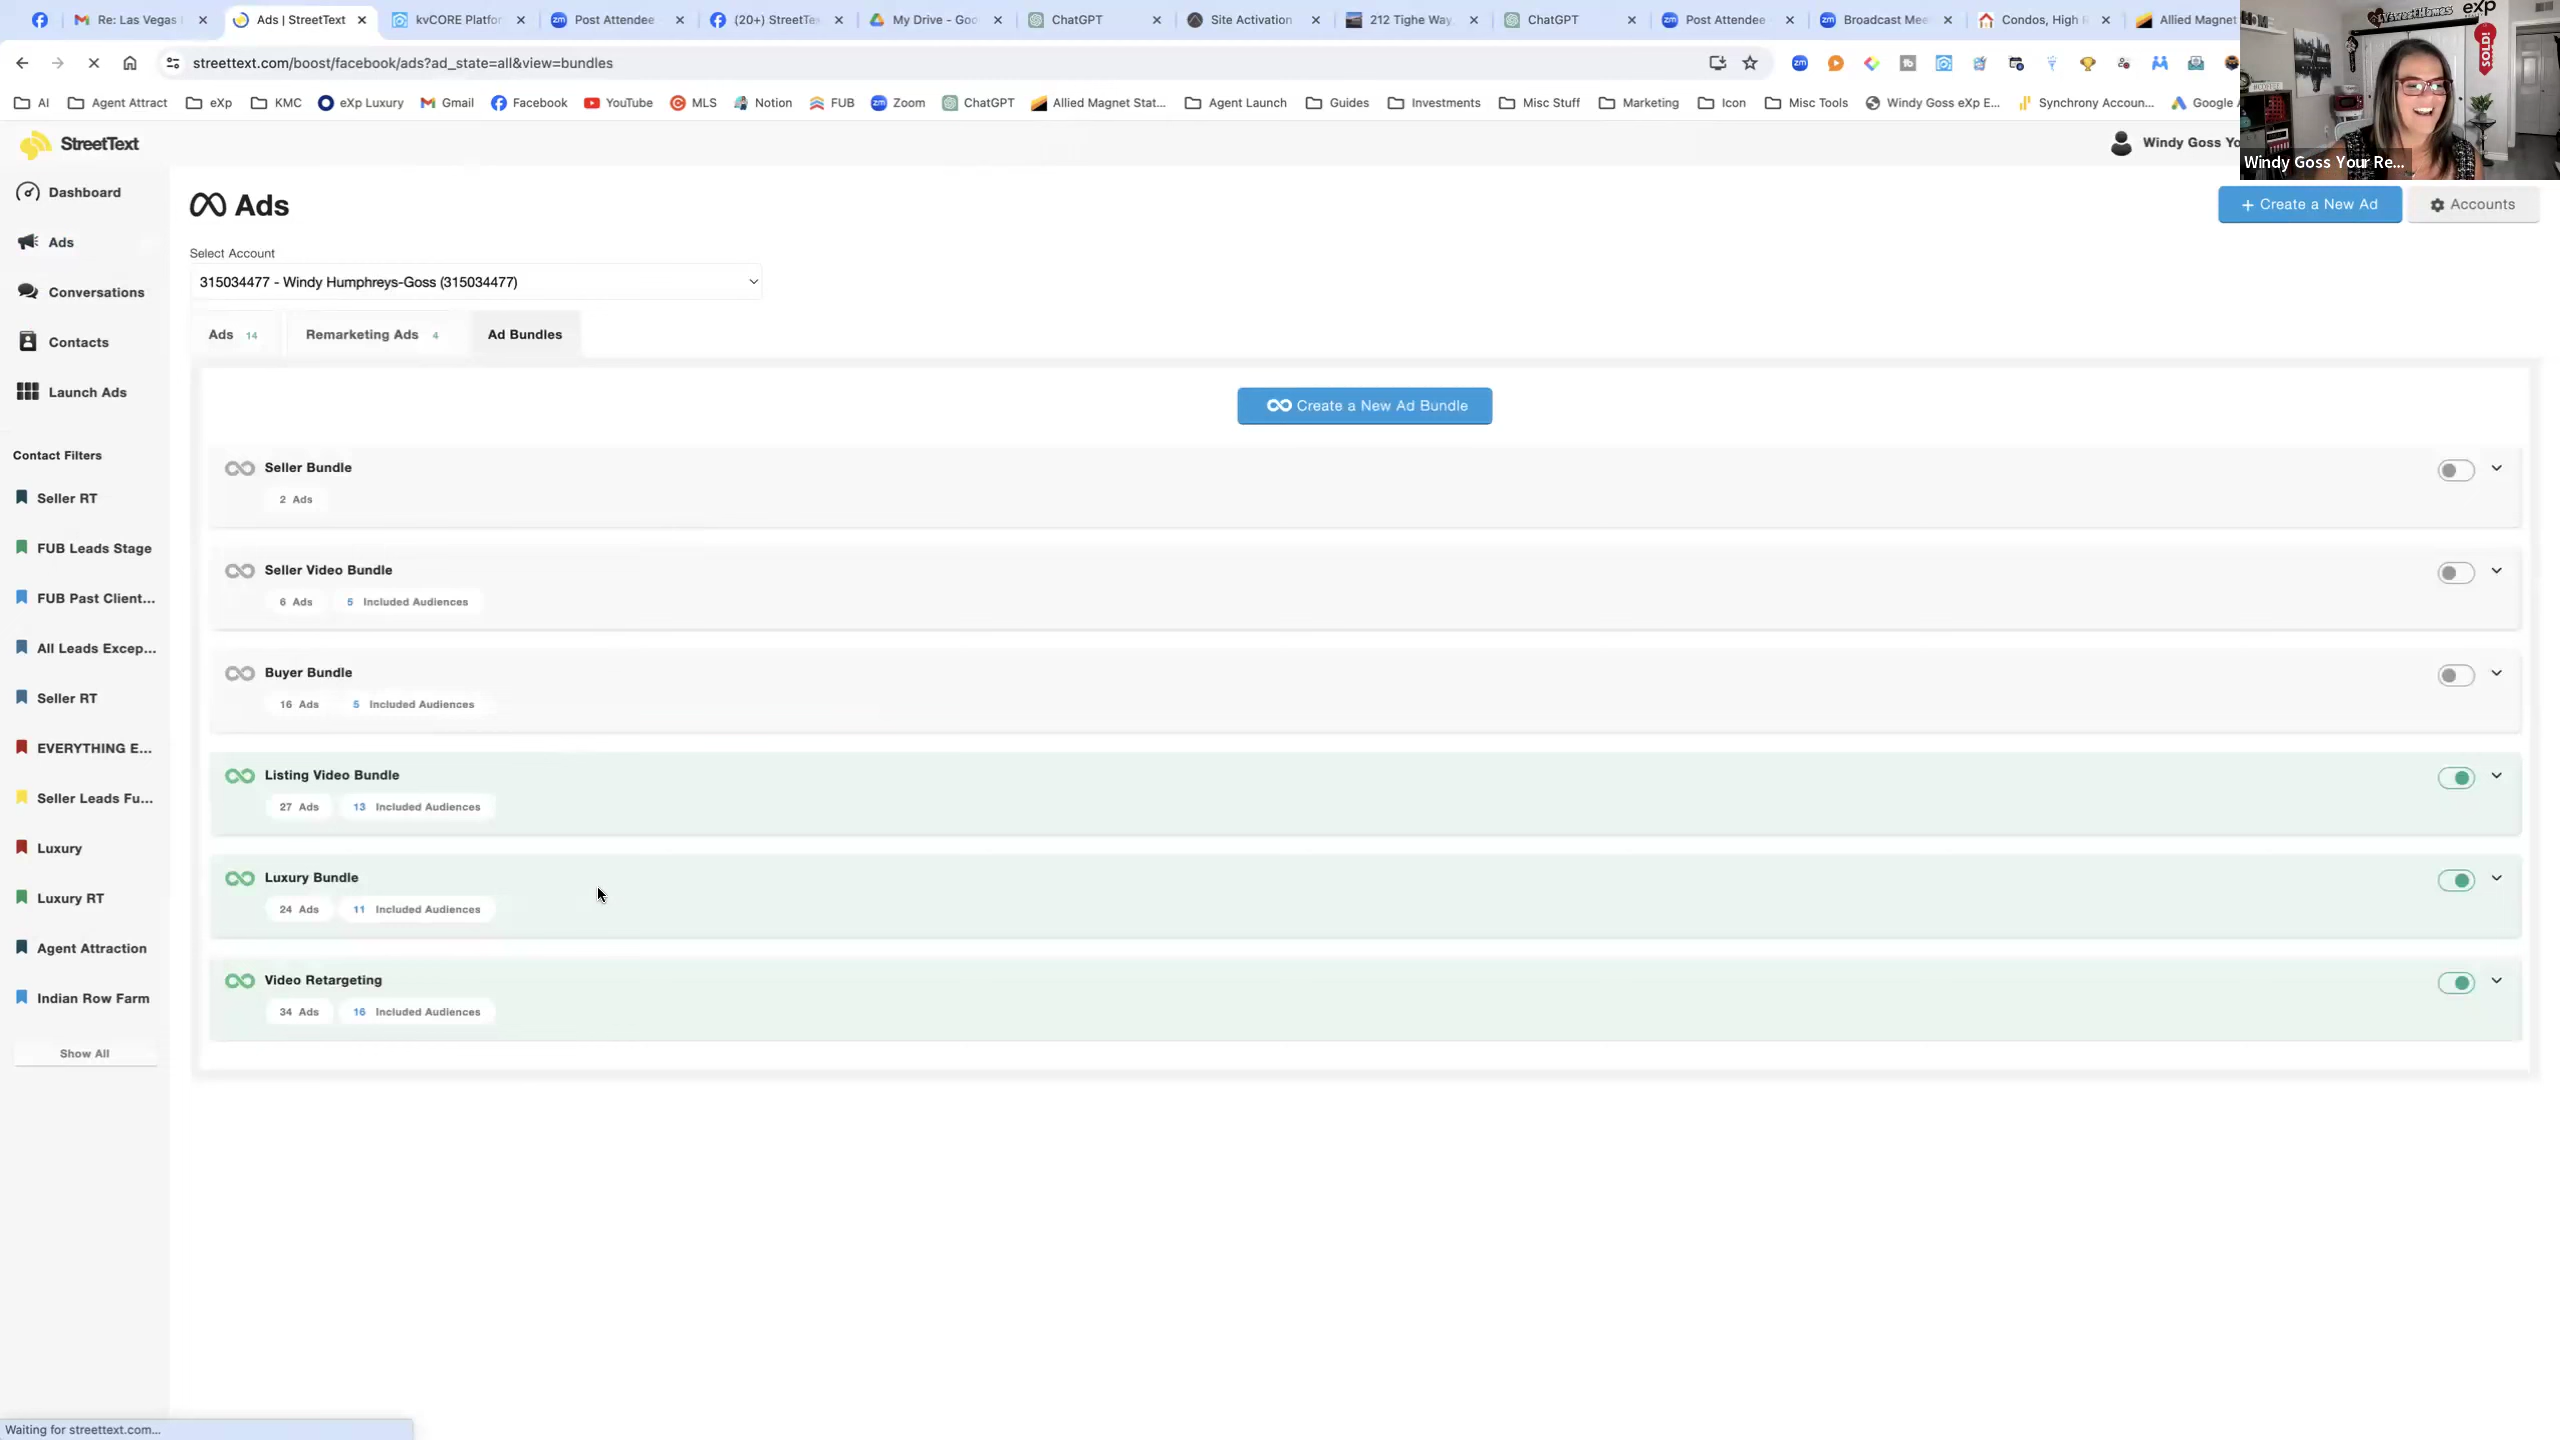 Re: Las Vegas
Ads | StreetText
kvCORE Platfor
Post Attendee
(20+) StreetTe
My Drive - Goo
ChatGPT
Site Activation
212 Tighe Way
ChatGPT
Post Attendee
Broadcast Mee
Condos, High
Allied Magnet
streettext.com/boost/facebook/ads?ad_state=all&view=bundles
AI
Agent Attract
eXp
KMC
eXp Luxury
Gmail
Facebook
YouTube
MLS
Notion
FUB
Zoom
ChatGPT
Allied Magnet Stat...
Agent Launch
Guides
Investments
Misc Stuff
Marketing
Icon
Misc Tools
Windy Goss eXp E...
Synchrony Accoun...
Google
eXp
SOLD!
Windy Goss Your Re...
StreetText
Windy Goss Yo
Dashboard
Ads
Conversations
Contacts
Launch Ads
Contact Filters
Seller RT
FUB Leads Stage
FUB Past Client...
All Leads Excep...
Seller RT
EVERYTHING E...
Seller Leads Fu...
Luxury
Luxury RT
Agent Attraction
Indian Row Farm
Show All
Ads
+ Create a New Ad
Accounts
Select Account
315034477 - Windy Humphreys-Goss (315034477)
Ads 14
Remarketing Ads 4
Ad Bundles
Create a New Ad Bundle
Seller Bundle
2 Ads
Seller Video Bundle
6 Ads 5 Included Audiences
Buyer Bundle
16 Ads 5 Included Audiences
Listing Video Bundle
27 Ads 13 Included Audiences
Luxury Bundle
24 Ads 11 Included Audiences
Video Retargeting
34 Ads 16 Included Audiences
Waiting for streettext.com...